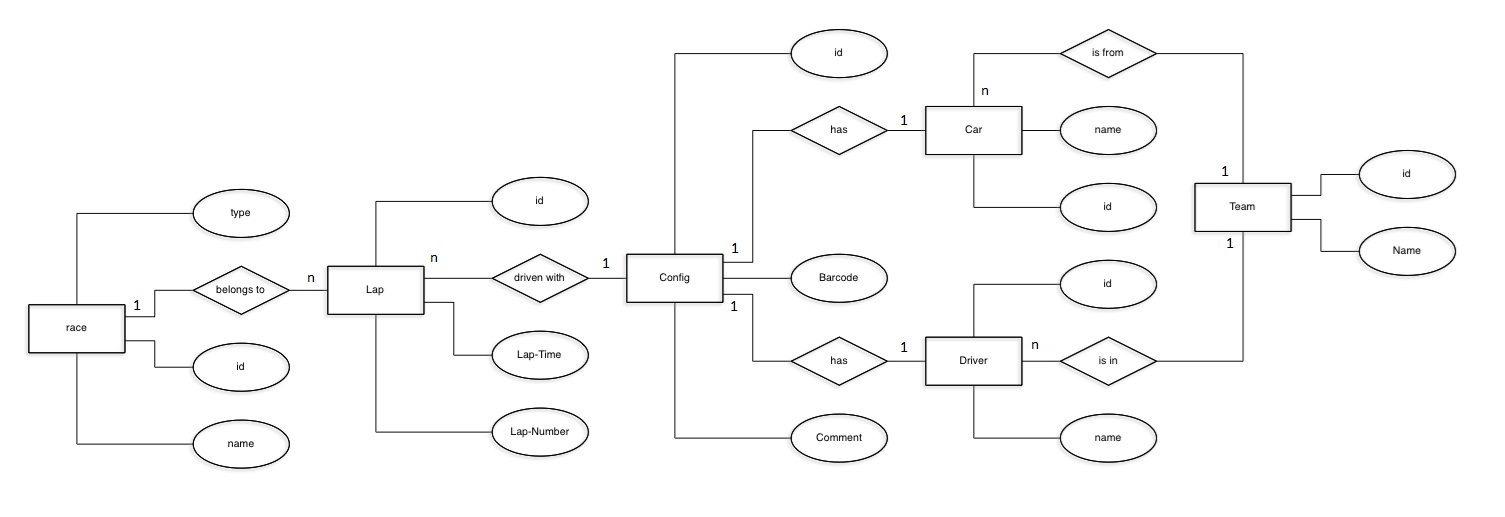 id
is from
n
has
1
Car
name
1
id
type
id
id
Team
id
n
1
1
1
Name
belongs to
n
Lap
driven with
1
Config
Barcode
id
1
race
1
Lap-Time
has
1
Driver
n
is in
id
name
Lap-Number
Comment
name